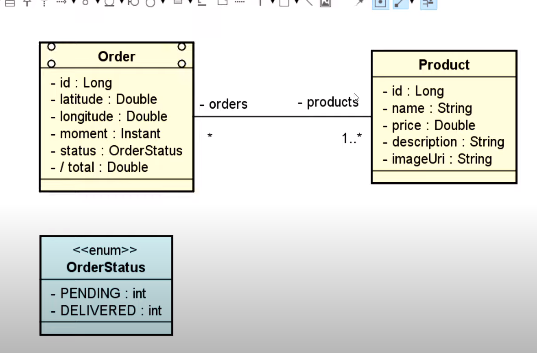 Order
- id : Long
- latitude : Double
- longitude : Double
- moment : Instant
- status : OrderStatus
- / total : Double
- orders
*
- products
1..*
Product
- id : Long
- name : String
- price : Double
- description : String
- imageUri : String
<<enum>>
OrderStatus
- PENDING : int
- DELIVERED : int